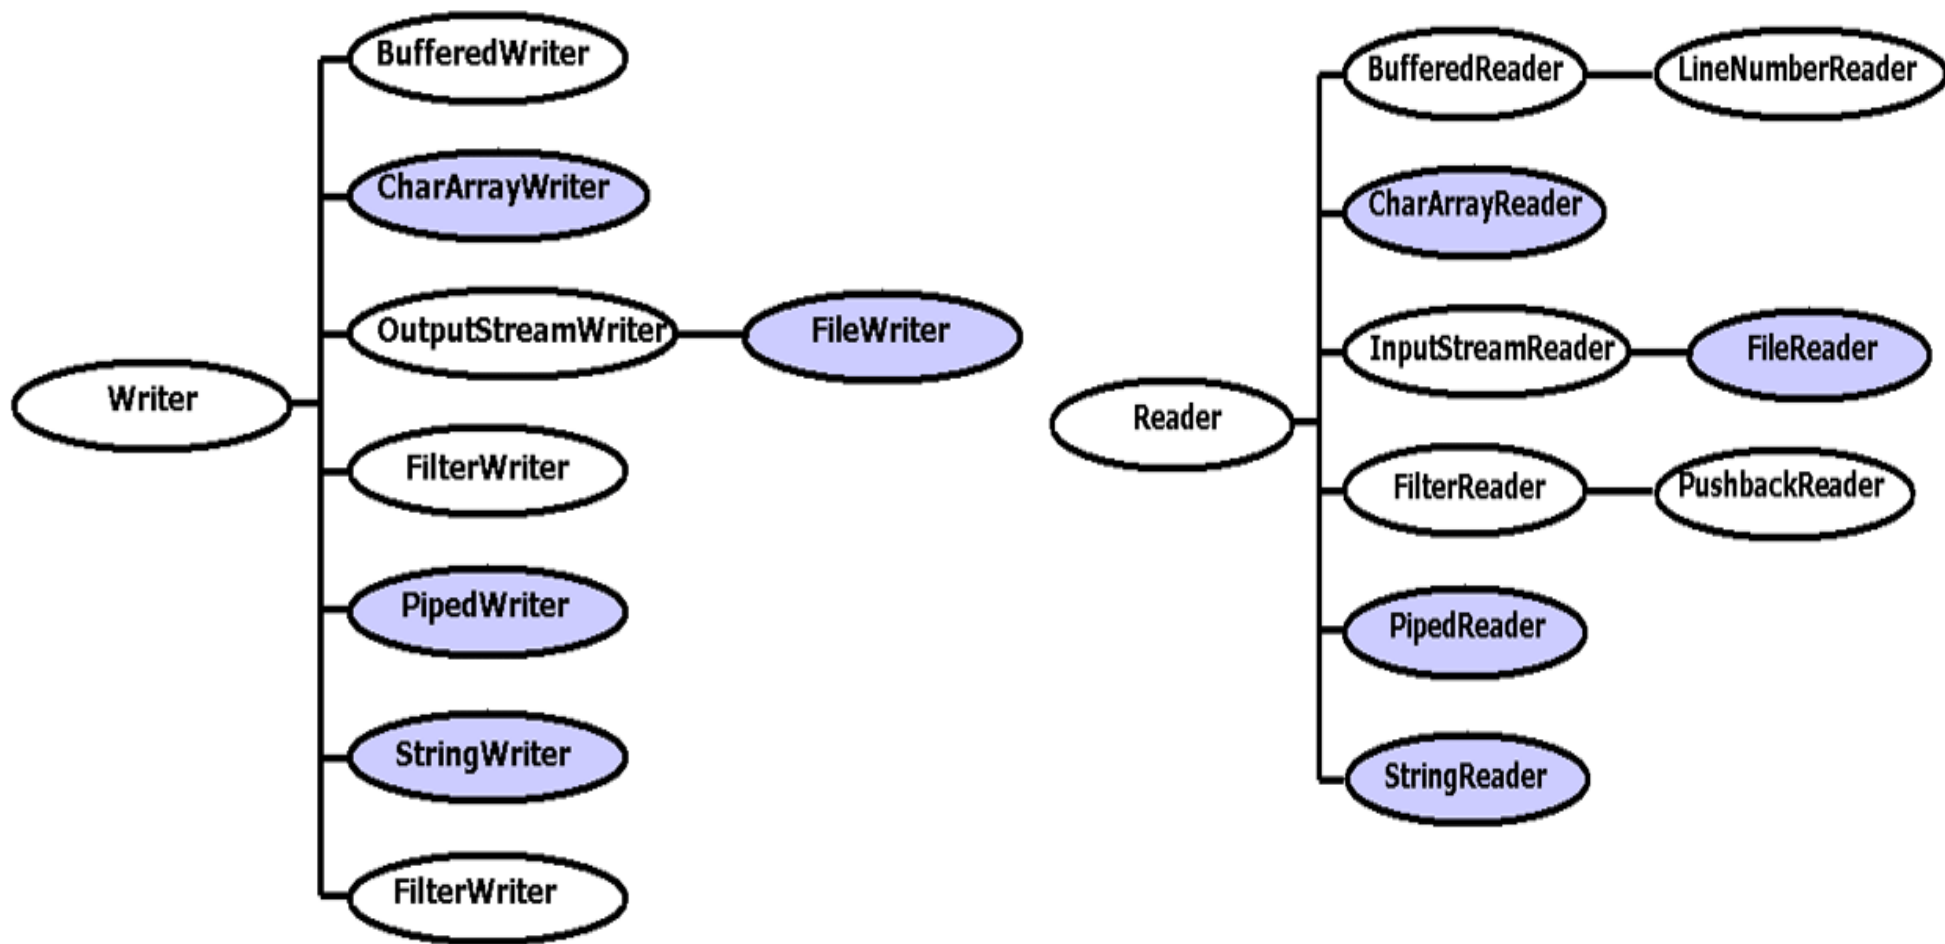 Writer
BufferedWriter
CharArrayWriter
OutputStreamWriter
FileWriter
FilterWriter
PipedWriter
StringWriter
FilterWriter
Reader
BufferedReader
LineNumberReader
CharArrayReader
InputStreamReader
FileReader
FilterReader
PushbackReader
PipedReader
StringReader